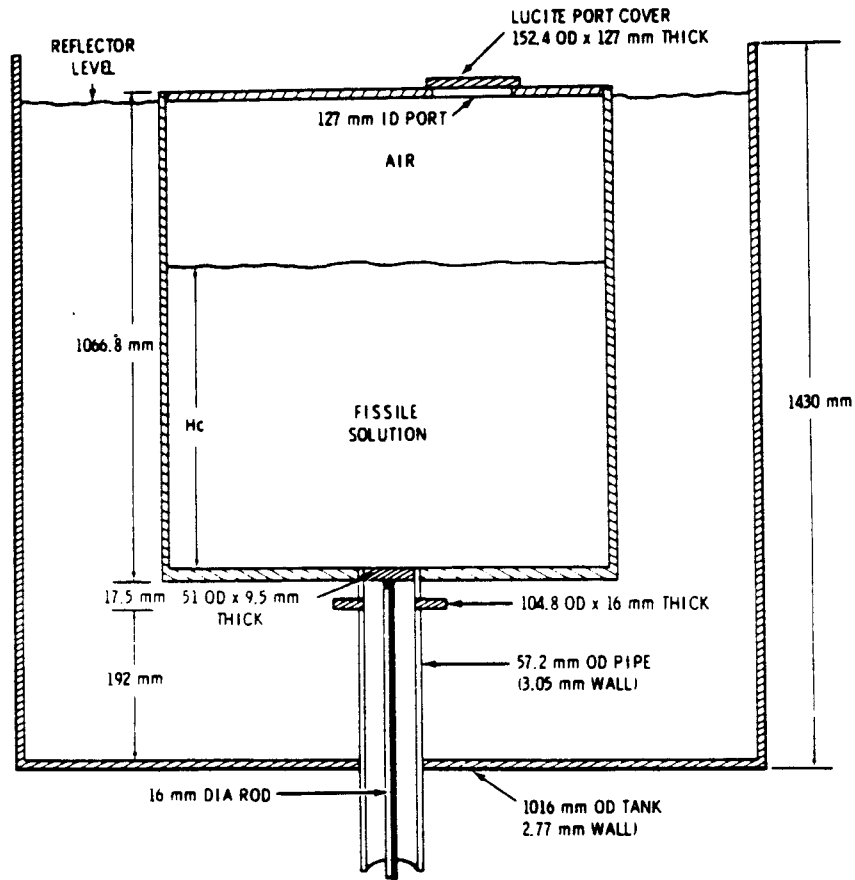 LUCITE PORT COVER
152.4 OD x 127 mm THICK
REFLECTOR
LEVEL
127 mm ID PORT
AIR
1066.8 mm
Hc
FISSILE
SOLUTION
1430 mm
17.5 mm
51 OD x 9.5 mm
THICK
104.8 OD x 16 mm THICK
192 mm
57.2 mm OD PIPE
(3.05 mm WALL)
16 mm DIA ROD
1016 mm OD TANK
2.77 mm WALL)